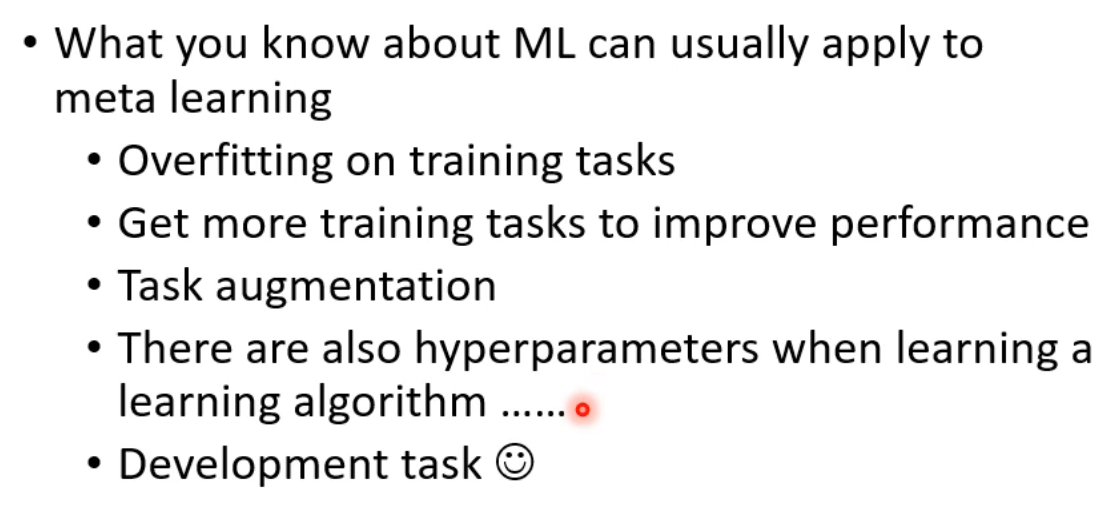 • What you know about ML can usually apply to
meta learning
• Overfitting on training tasks
• Get more training tasks to improve performance
• Task augmentation
• There are also hyperparameters when learning a
learning algorithm ......
• Development task ☺